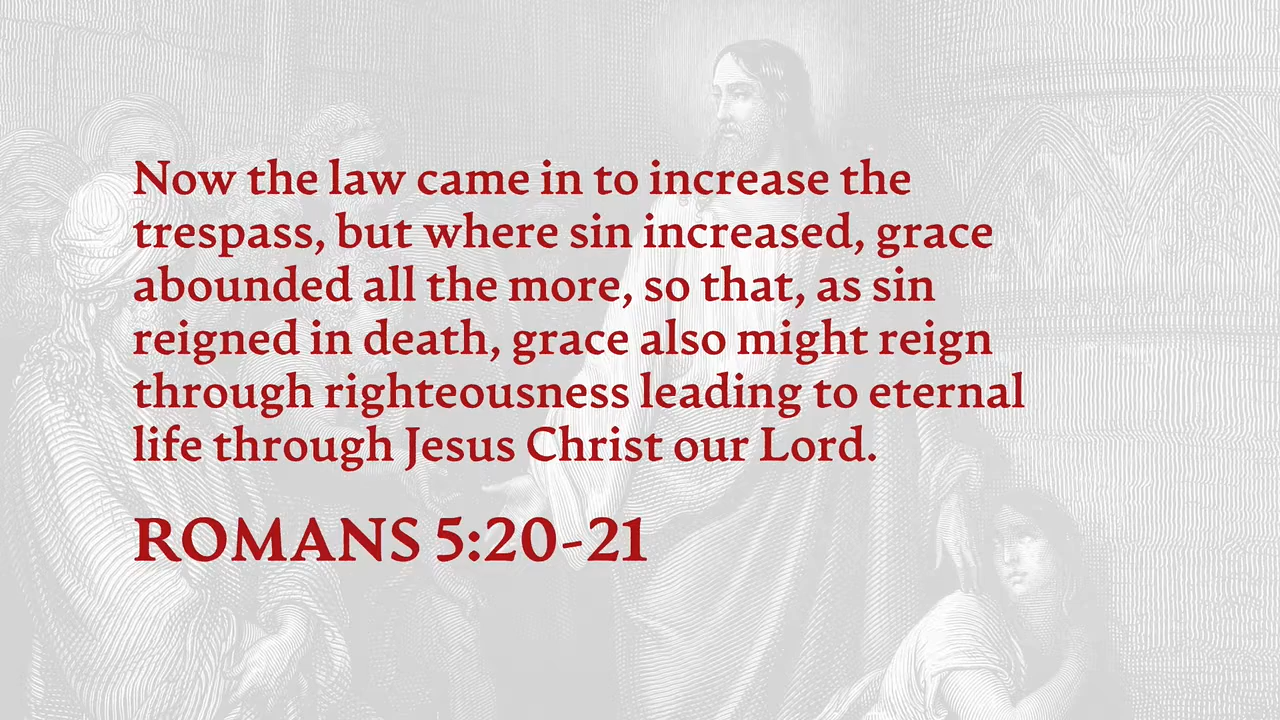 Now the law came in to increase the
trespass, but where sin increased, grace
abounded all the more, so that, as sin
reigned in death, grace also might reign
through righteousness leading to eternal
life through Jesus Christ our Lord.
ROMANS 5:20-21